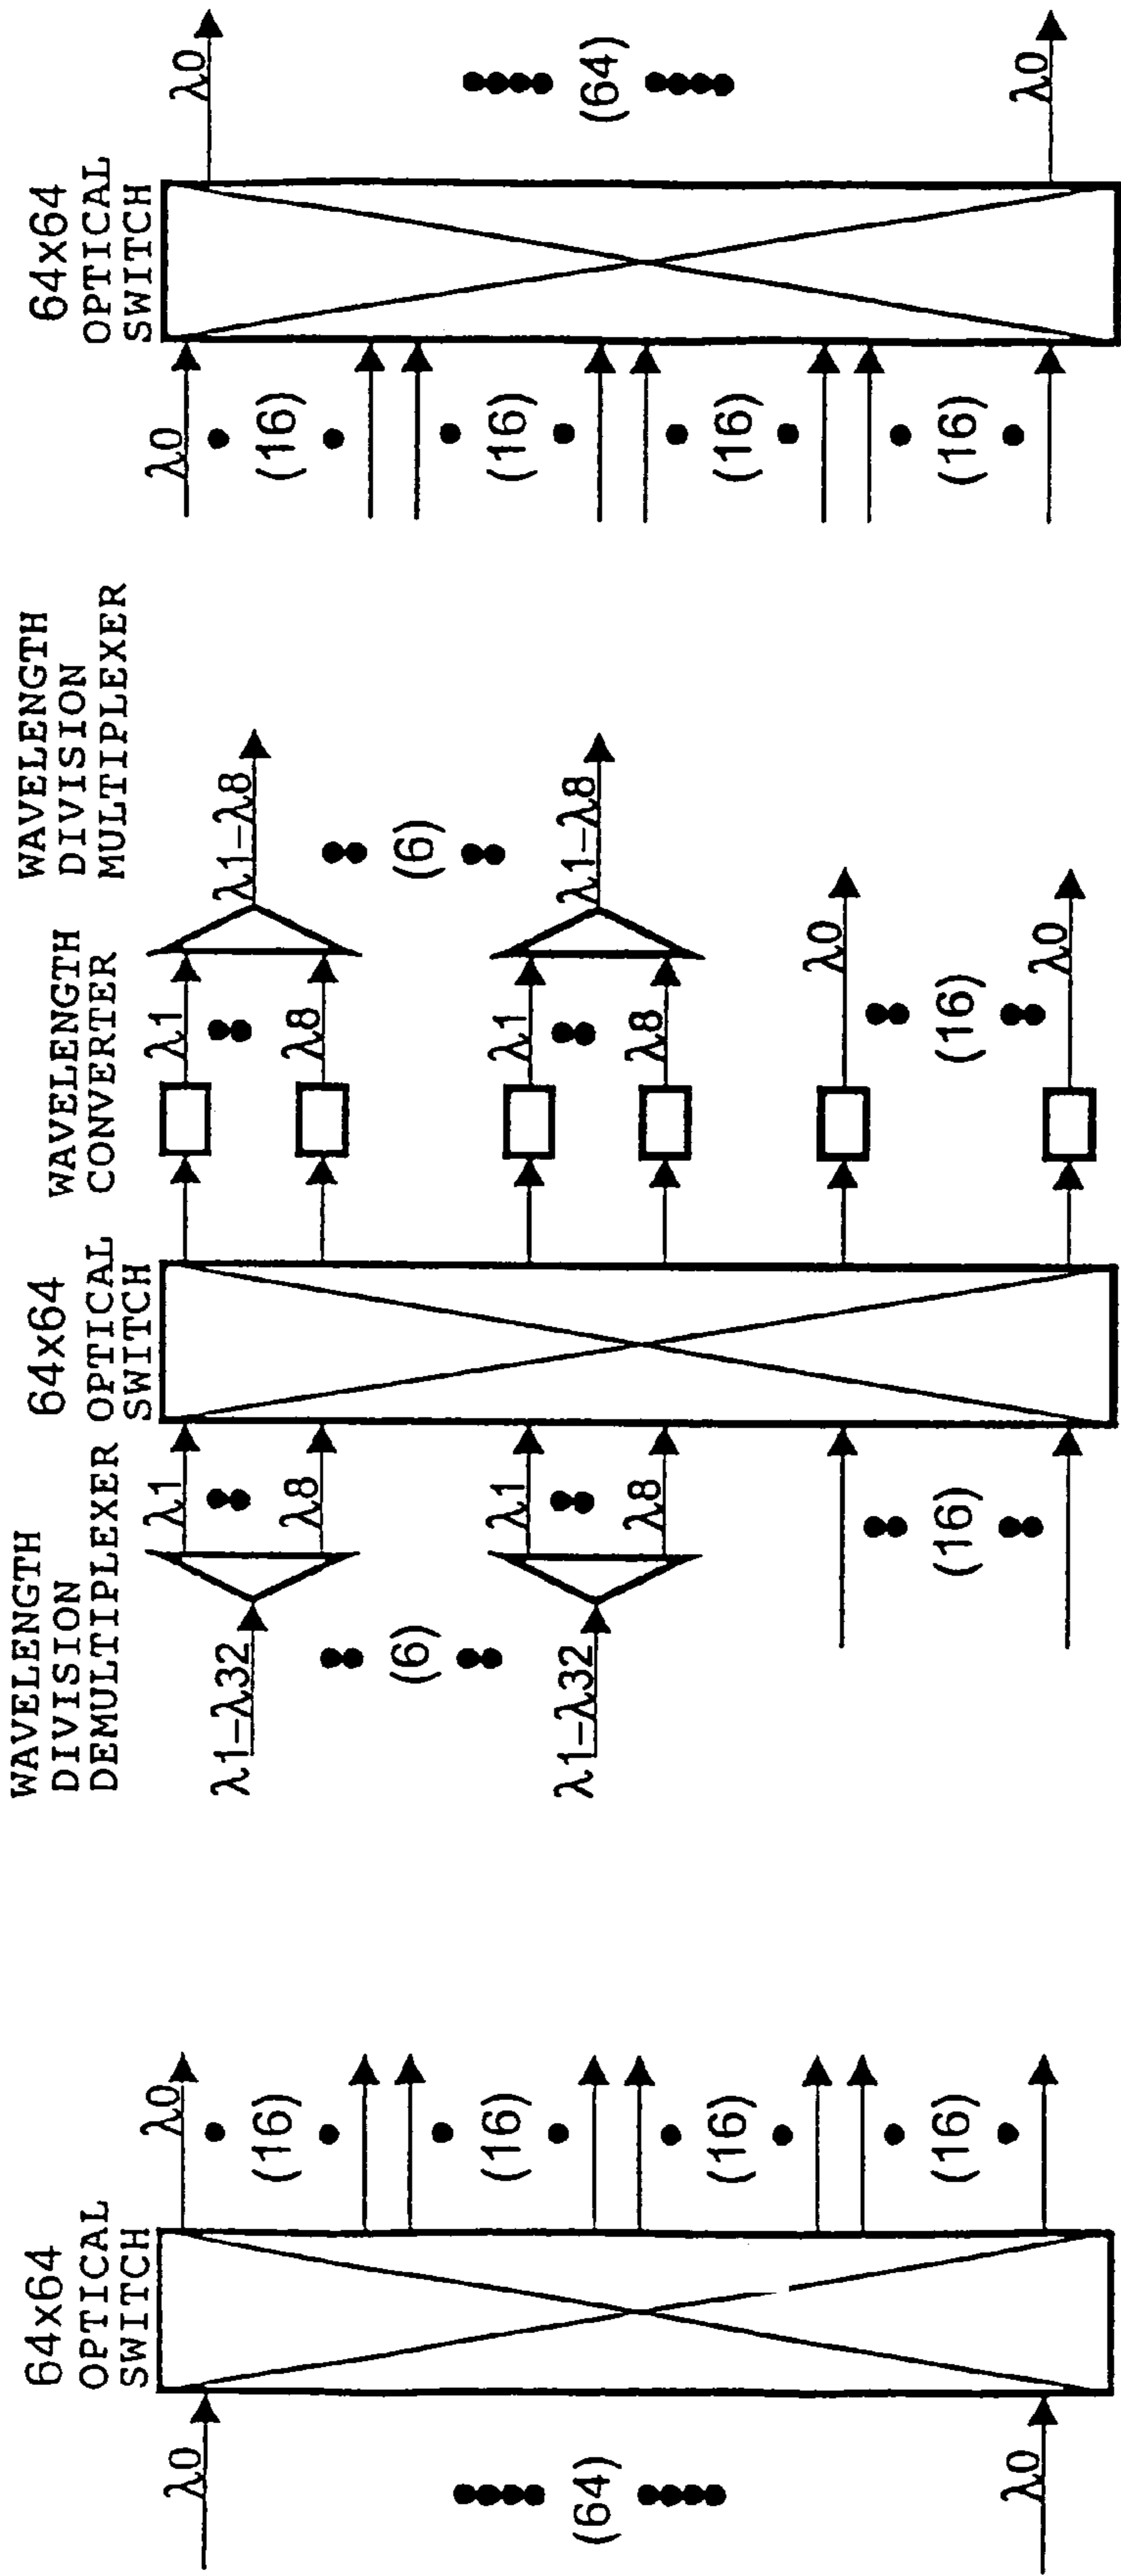 64x64
OPTICAL
SWITCH
λ0
(64)
λ0
λ0
(16)
(16)
(16)
(16)
WAVELENGTH
DIVISION
DEMULTIPLEXER
λ1-λ32
(6)
λ1-λ32
λ1
λ8
λ1
λ8
(16)
64x64
OPTICAL
SWITCH
WAVELENGTH
CONVERTER
λ1
λ8
λ1
λ8
λ0
(16)
λ0
WAVELENGTH
DIVISION
MULTIPLEXER
λ1-λ8
(6)
λ1-λ8
64x64
OPTICAL
SWITCH
λ0
(16)
(16)
(16)
(16)
λ0
(64)
λ0